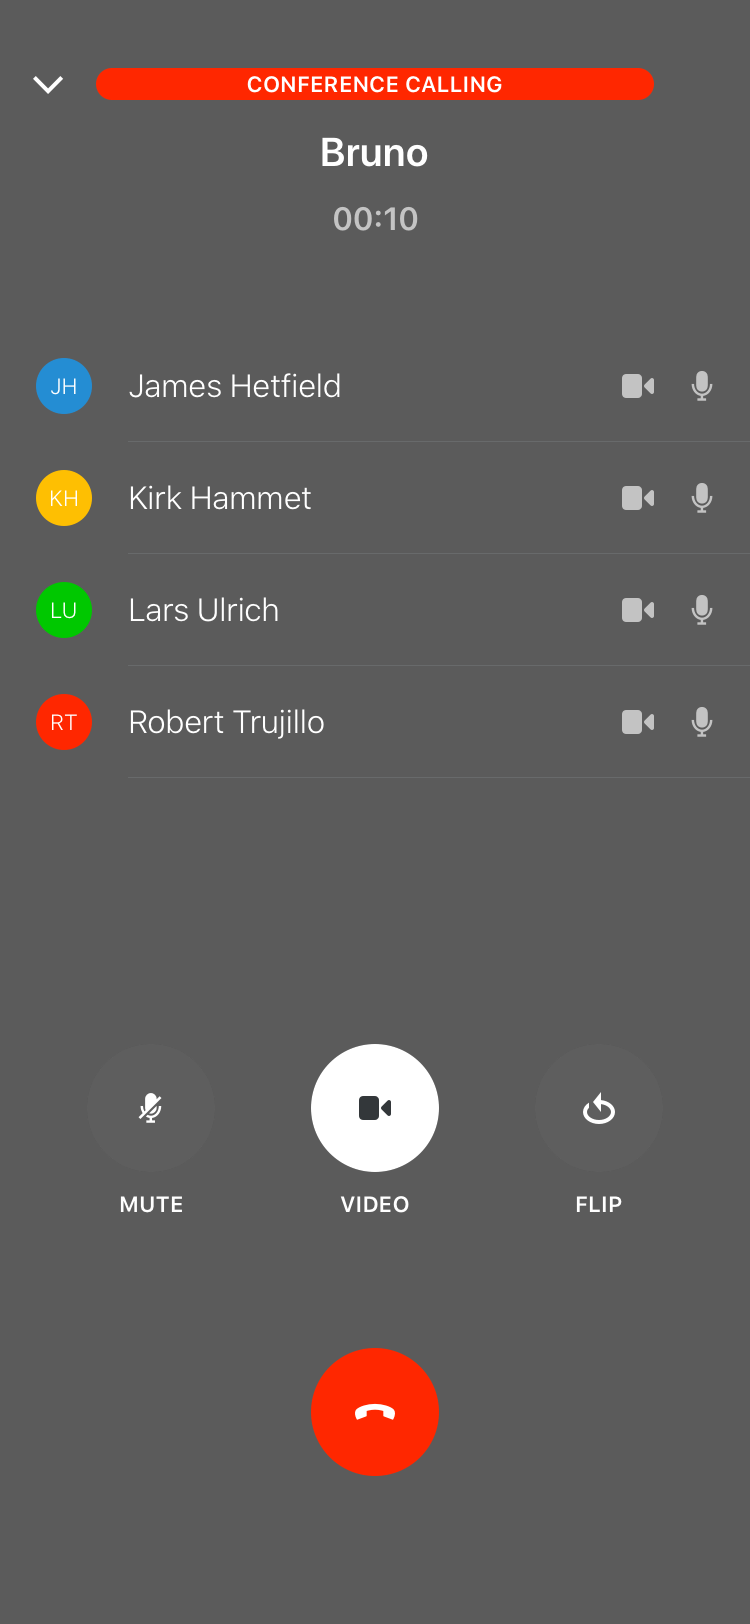 CONFERENCE CALLING
Bruno
00:10
JH James Hetfield
KH Kirk Hammet
LU Lars Ulrich
RT Robert Trujillo
MUTE VIDEO FLIP